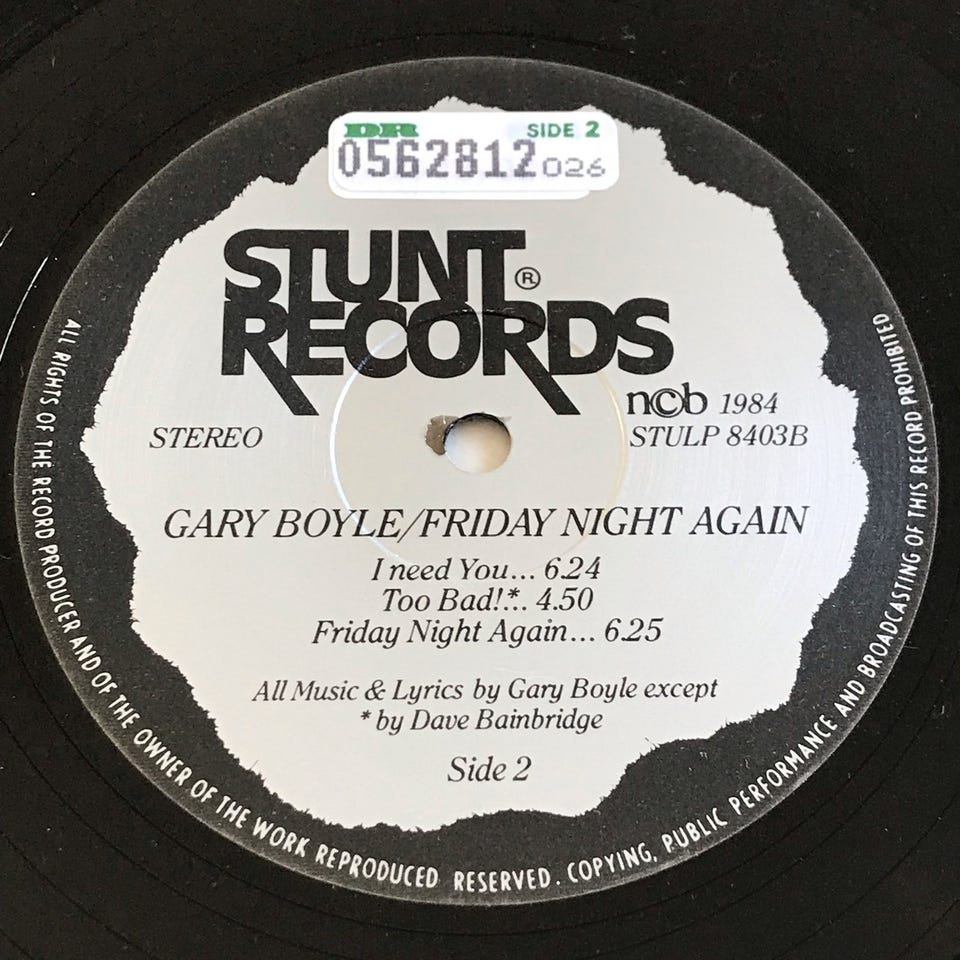 DR SIDE 2
0562812 026
STUNT ®
RECORDS
n©b 1984
STEREO STULP 8403B
GARY BOYLE/FRIDAY NIGHT AGAIN
I need You... 6.24
Too Bad!*.. 4.50
Friday Night Again... 6.25
All Music & Lyrics by Gary Boyle except
* by Dave Bainbridge
Side 2
ALL RIGHTS OF THE RECORD PRODUCER AND OF THE OWNER OF THE WORK REPRODUCED RESERVED. COPYING, PUBLIC PERFORMANCE AND BROADCASTING OF THIS RECORD PROHIBITED